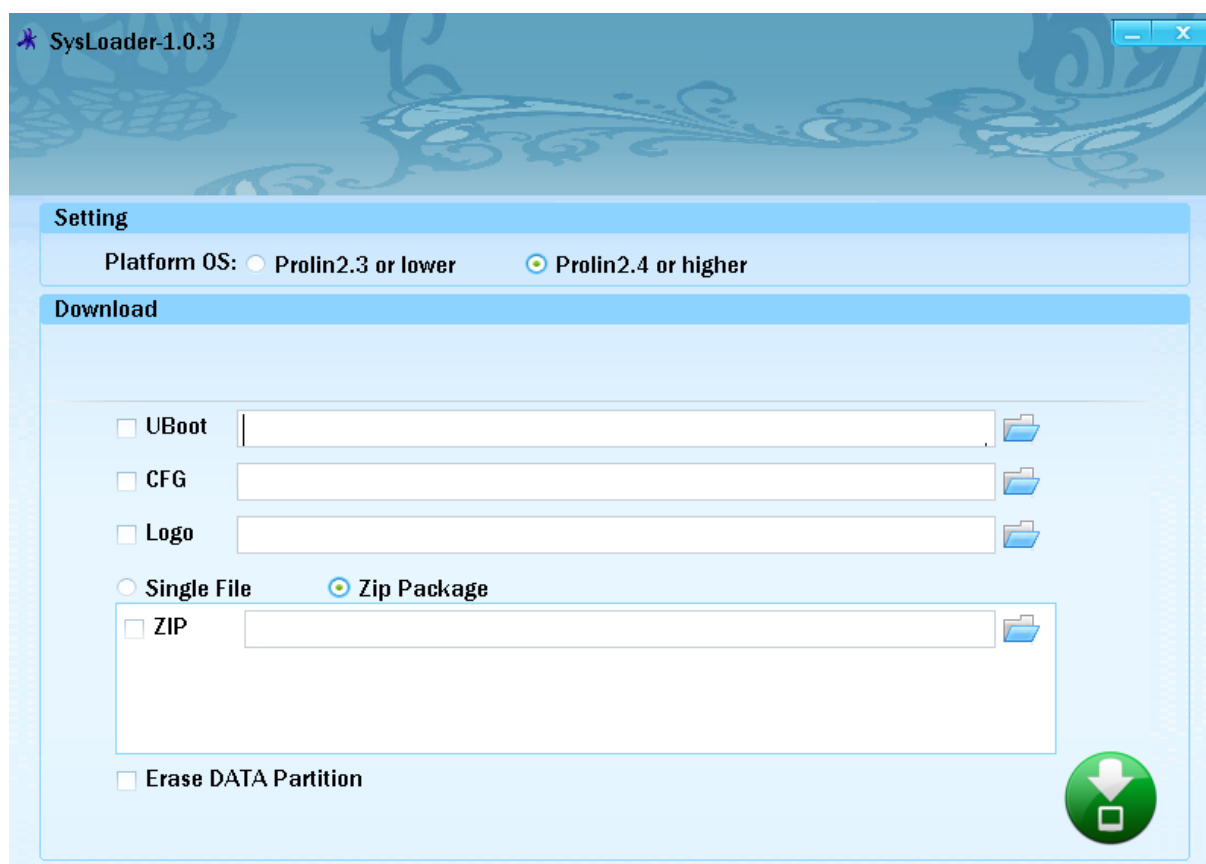 SysLoader-1.0.3
Setting
Platform OS: Prolin2.3 or lower Prolin2.4 or higher
Download
UBoot
CFG
Logo
Single File Zip Package
ZIP
Erase DATA Partition